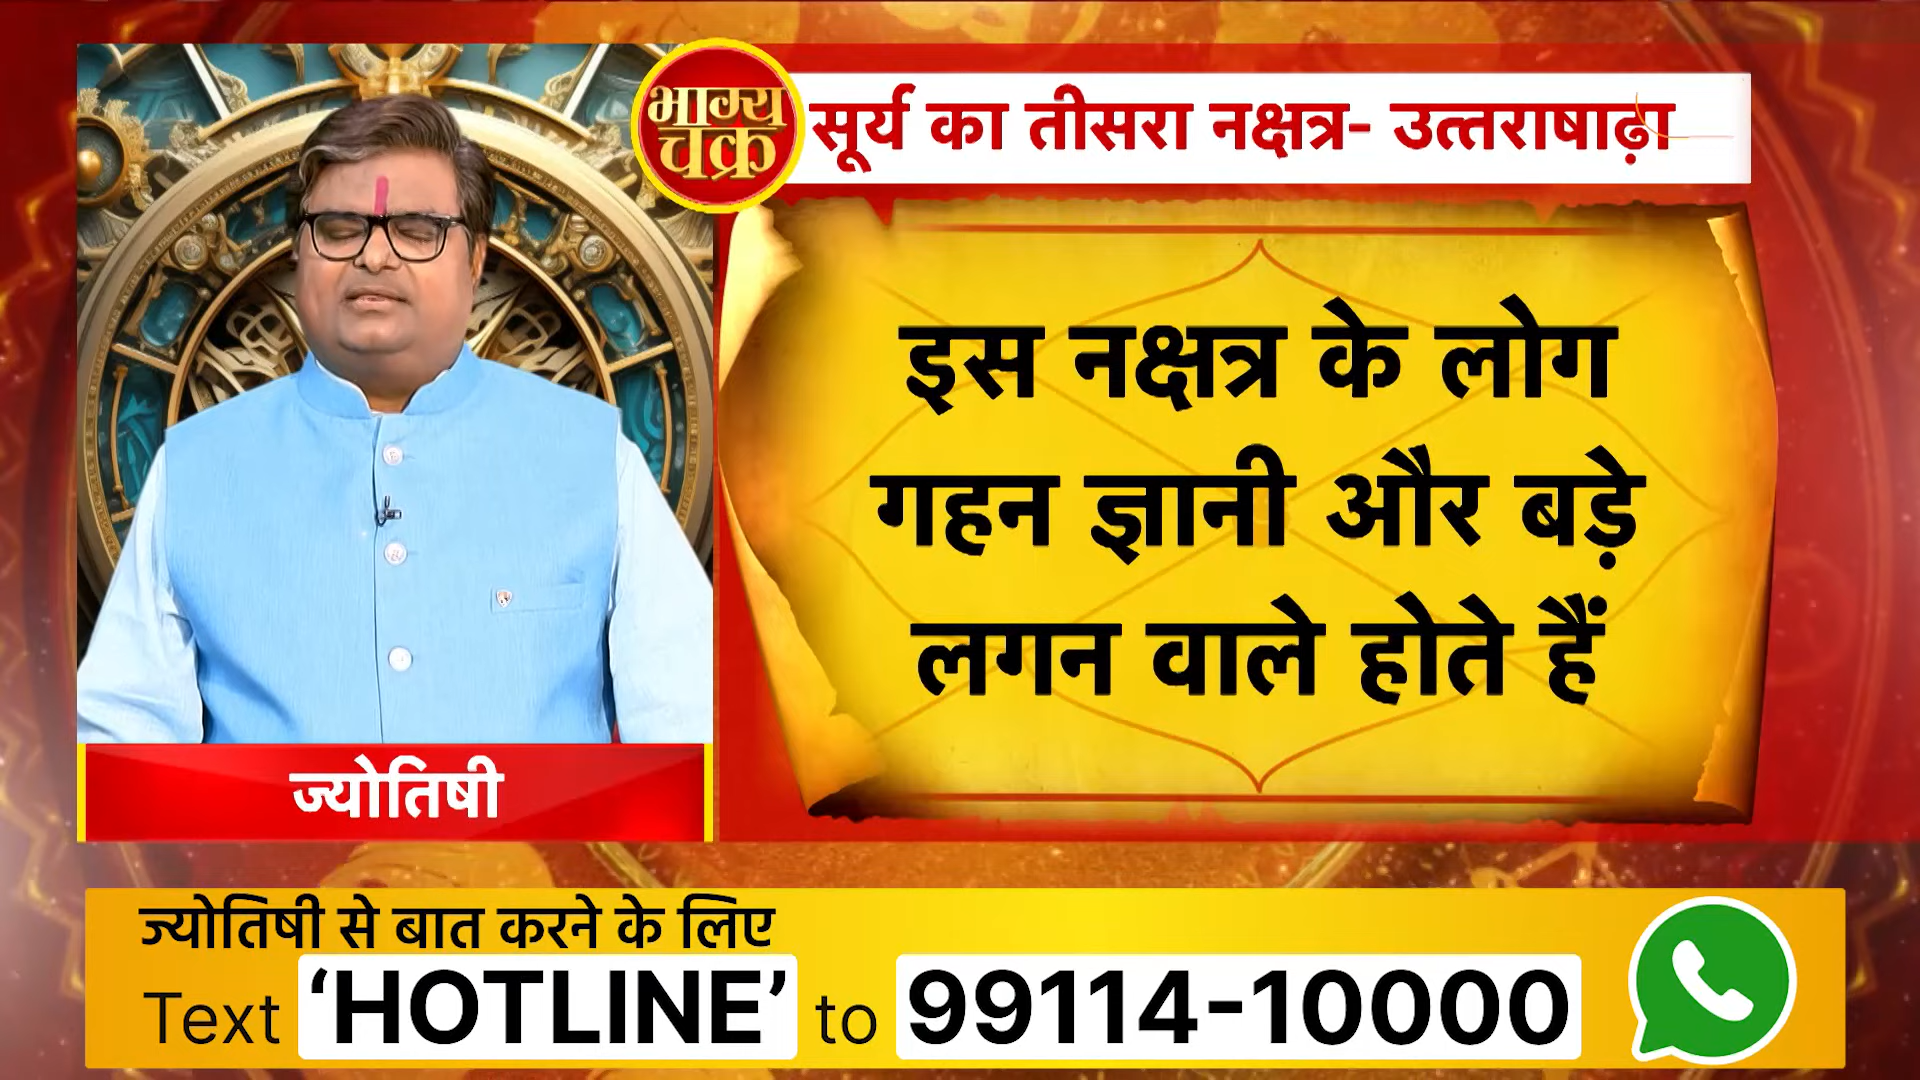 भाग्य
चक्र
सूर्य का तीसरा नक्षत्र- उत्तराषाढ़ा
इस नक्षत्र के लोग
गहन ज्ञानी और बड़े
लगन वाले होते हैं
ज्योतिषी
ज्योतिषी से बात करने के लिए
Text ‘HOTLINE’ to 99114-10000